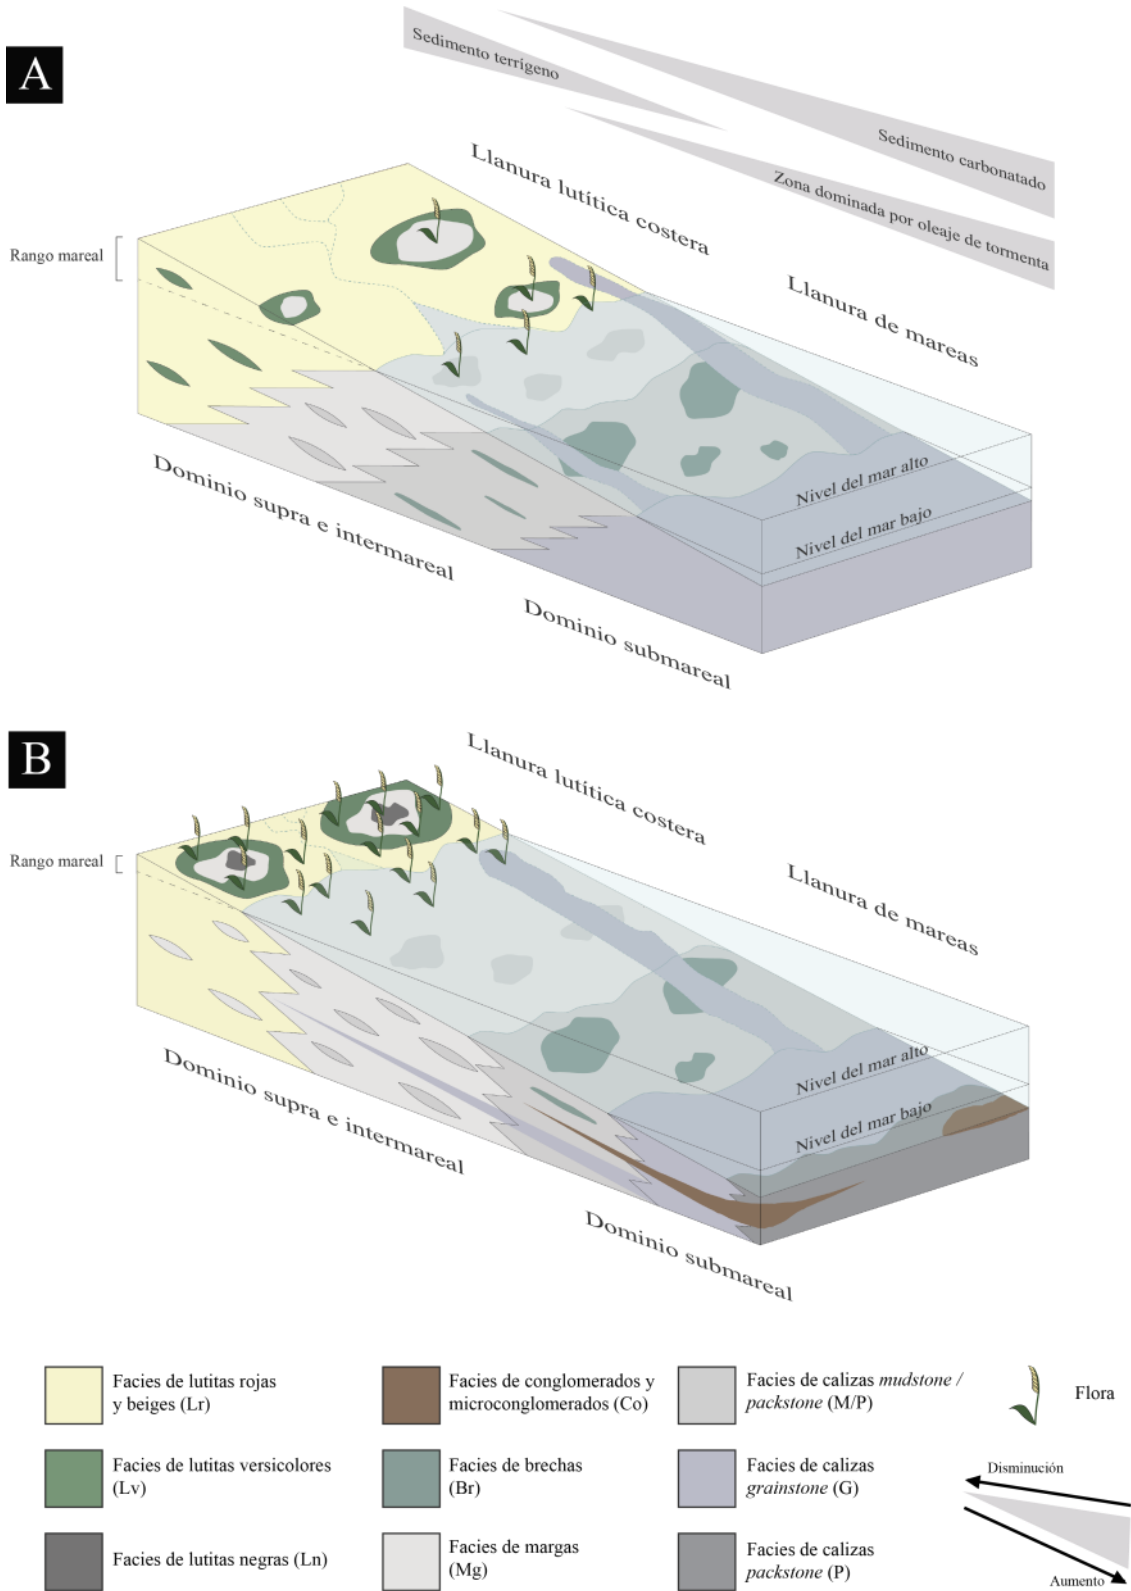 A
Sedimento terrígeno
Sedimento carbonatado
Zona dominada por oleaje de tormenta
Llanura lutítica costera
Llanura de mareas
Rango mareal
Nivel del mar alto
Nivel del mar bajo
Dominio supra e intermareal
Dominio submareal
B
Llanura lutítica costera
Llanura de mareas
Rango mareal
Nivel del mar alto
Nivel del mar bajo
Dominio supra e intermareal
Dominio submareal
Facies de lutitas rojas
y beiges (Lr)
Facies de lutitas versicolores
(Lv)
Facies de lutitas negras (Ln)
Facies de conglomerados y
microconglomerados (Co)
Facies de brechas
(Br)
Facies de margas
(Mg)
Facies de calizas mudstone /
packstone (M/P)
Facies de calizas
grainstone (G)
Facies de calizas
packstone (P)
Flora
Disminución
Aumento